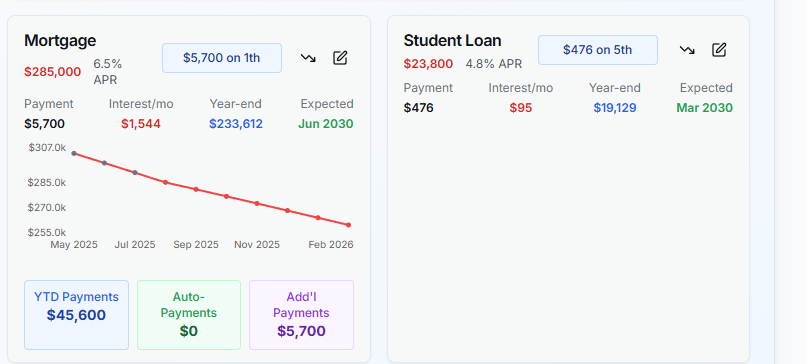 Mortgage
$285,000
6.5%
APR
$5,700 on 1th
Payment
Interest/mo
Year-end
Expected
$5,700
$1,544
$233,612
Jun 2030
$307.0k
$285.0k
$270.0k
$255.0k
May 2025
Jul 2025
Sep 2025
Nov 2025
Feb 2026
YTD Payments
$45,600
Auto-
Payments
$0
Add'l
Payments
$5,700
Student Loan
$23,800
4.8% APR
$476 on 5th
Payment
Interest/mo
Year-end
Expected
$476
$95
$19,129
Mar 2030